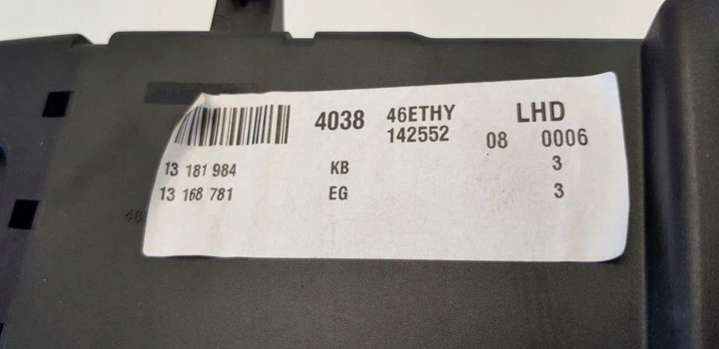 4038 46ETHY LHD
142552 08 0006
13 181 984 KB 3
13 168 781 EG 3